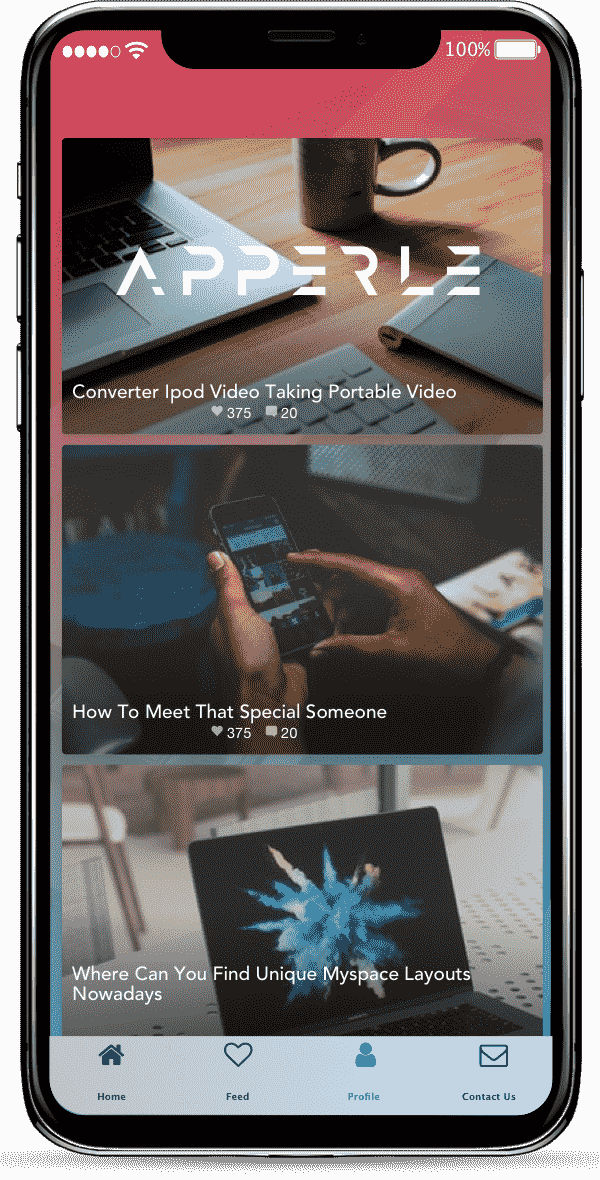 100%
APPERLE
Converter Ipod Video Taking Portable Video
375 20
How To Meet That Special Someone
375 20
Where Can You Find Unique Myspace Layouts
Nowadays
Home Feed Profile Contact Us